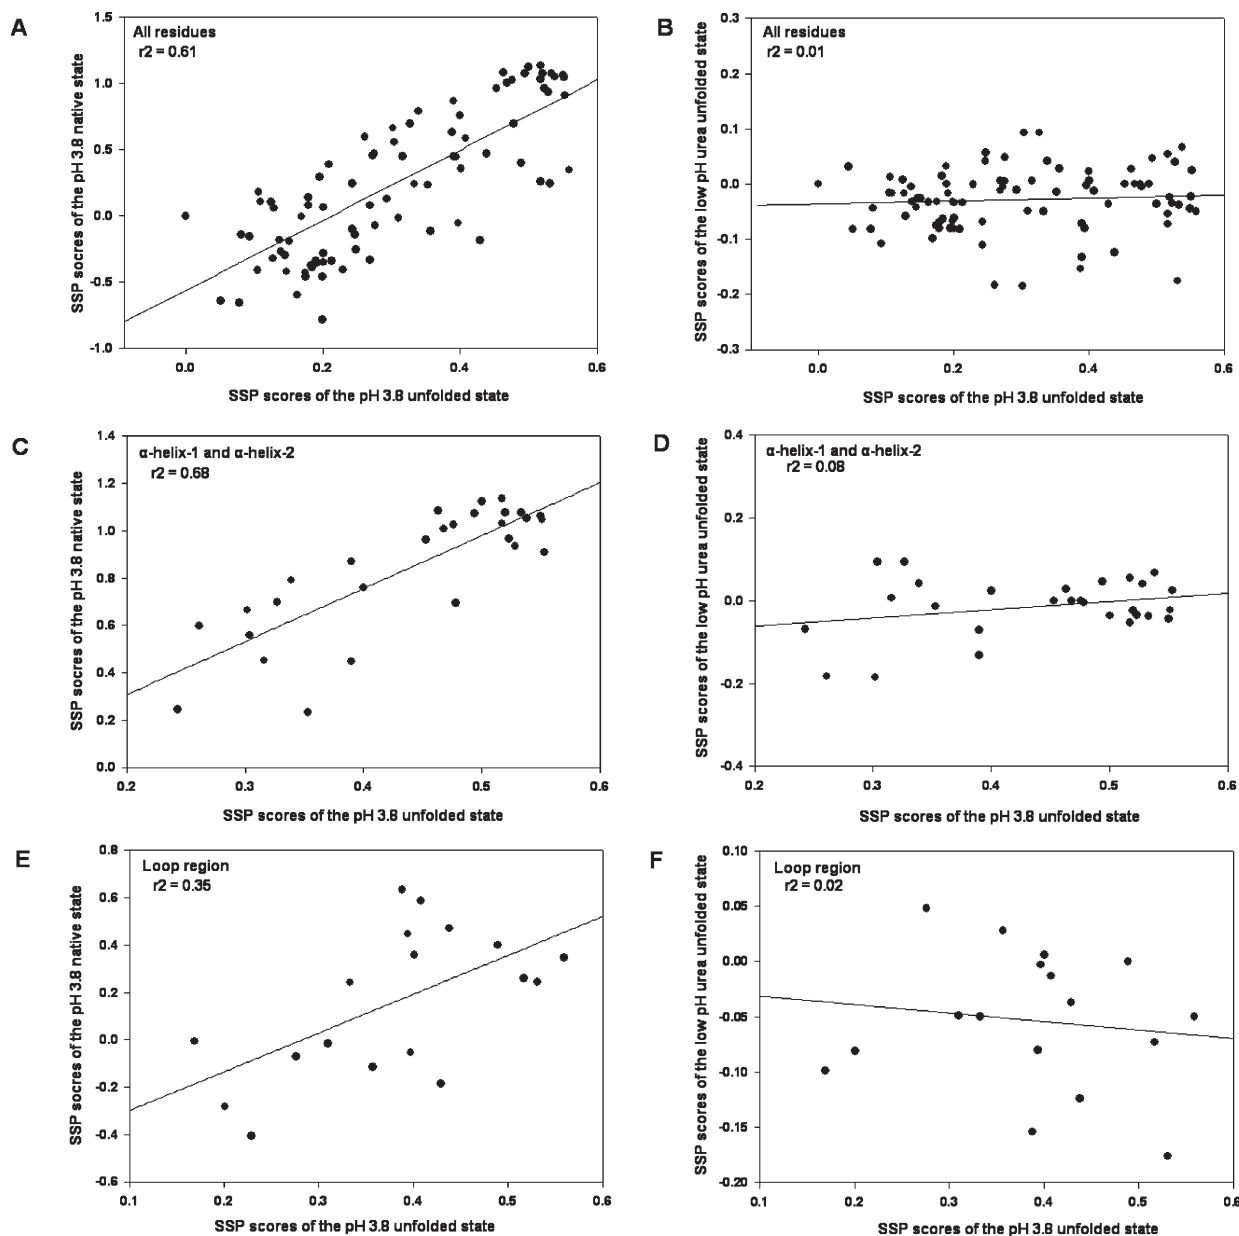 A
All residues
r2 = 0.61
SSP socres of the pH 3.8 native state
1.5
1.0
0.5
0.0
-0.5
-1.0
0.0
0.2
0.4
0.6
SSP scores of the pH 3.8 unfolded state
B
All residues
r2 = 0.01
SSP scores of the low pH urea unfolded state
0.3
0.2
0.1
0.0
-0.1
-0.2
-0.3
0.0
0.2
0.4
0.6
SSP scores of the pH 3.8 unfolded state
C
α-helix-1 and α-helix-2
r2 = 0.68
SSP socres of the pH 3.8 native state
1.4
1.2
1.0
0.8
0.6
0.4
0.2
0.0
0.2
0.3
0.4
0.5
0.6
SSP scores of the pH 3.8 unfolded state
D
α-helix-1 and α-helix-2
r2 = 0.08
SSP scores of the low pH urea unfolded state
0.4
0.2
0.0
-0.2
-0.4
0.2
0.3
0.4
0.5
0.6
SSP scores of the pH 3.8 unfolded state
E
Loop region
r2 = 0.35
SSP socres of the pH 3.8 native state
0.8
0.6
0.4
0.2
0.0
-0.2
-0.4
-0.6
0.1
0.2
0.3
0.4
0.5
0.6
SSP scores of the pH 3.8 unfolded state
F
Loop region
r2 = 0.02
SSP scores of the low pH urea unfolded state
0.10
0.05
0.00
-0.05
-0.10
-0.15
-0.20
0.1
0.2
0.3
0.4
0.5
0.6
SSP scores of the pH 3.8 unfolded state